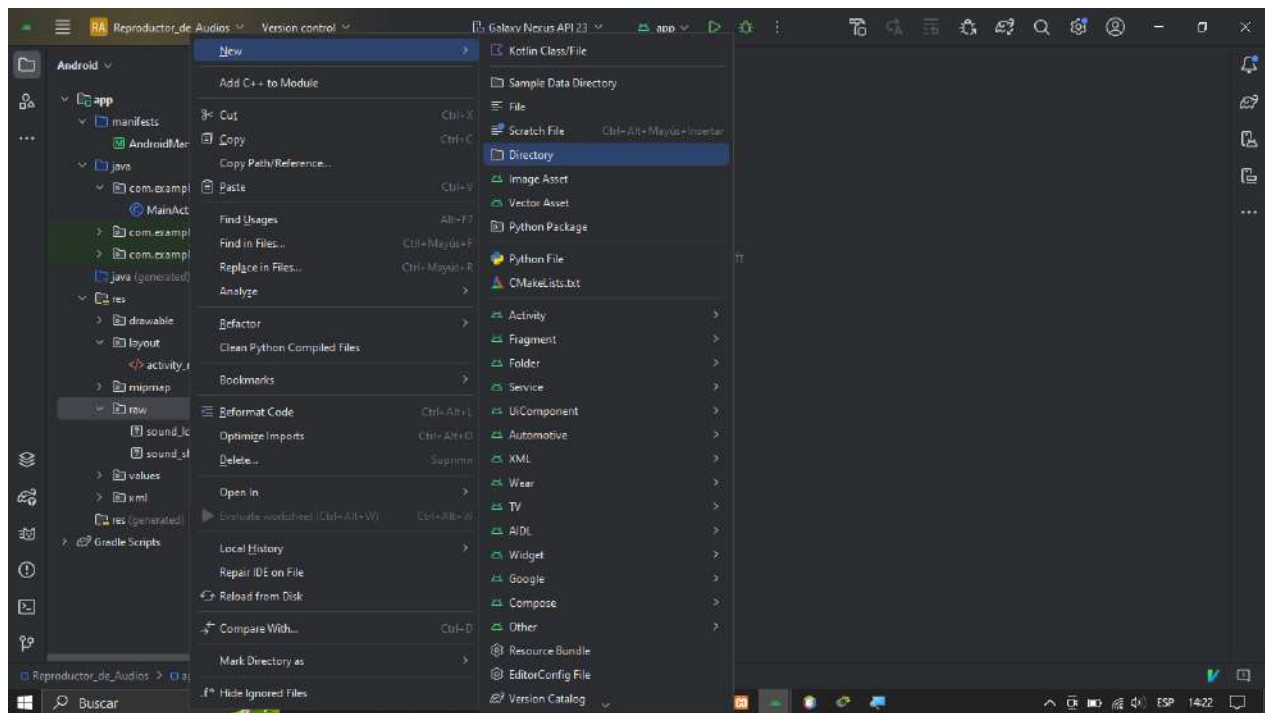 RA Reproductor_de_Audios Version control Galaxy Nexus API 23 app
Android
app
manifests
AndroidMar
java
com.exampl
MainAct
com.exampl
com.exampl
java (generated)
res
drawable
layout
activity_
mipmap
raw
sound_lc
sound_sl
values
xml
res (generated)
Gradle Scripts
New
Add C++ to Module
Cut Ctrl+X
Copy Ctrl+C
Copy Path/Reference...
Paste Ctrl+V
Find Usages Alt+F7
Find in Files... Ctrl+Mayús+F
Replace in Files... Ctrl+Mayús+R
Analyze
Refactor
Clean Python Compiled Files
Bookmarks
Reformat Code Ctrl+Alt+L
Optimize Imports Ctrl+Alt+O
Delete... Suprimir
Open In
Evaluate worksheet (Ctrl+Alt+W) Ctrl+Alt+W
Local History
Repair IDE on File
Reload from Disk
Compare With... Ctrl+D
Mark Directory as
Hide Ignored Files
Kotlin Class/File
Sample Data Directory
File
Scratch File Ctrl+Alt+Mayús+Insertar
Directory
Image Asset
Vector Asset
Python Package
Python File
CMakeLists.txt
Activity
Fragment
Folder
Service
UiComponent
Automotive
XML
Wear
TV
AIDL
Widget
Google
Compose
Other
Resource Bundle
EditorConfig File
Version Catalog
Reproductor_de_Audios
Buscar ESP 14:22